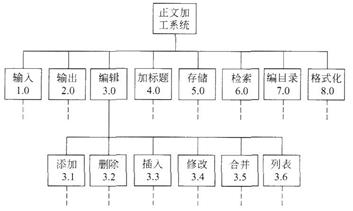 正文加
工系统
输入
1.0
输出
2.0
编辑
3.0
加标题
4.0
存储
5.0
检索
6.0
编目录
7.0
格式化
8.0
添加
3.1
删除
3.2
插入
3.3
修改
3.4
合并
3.5
列表
3.6